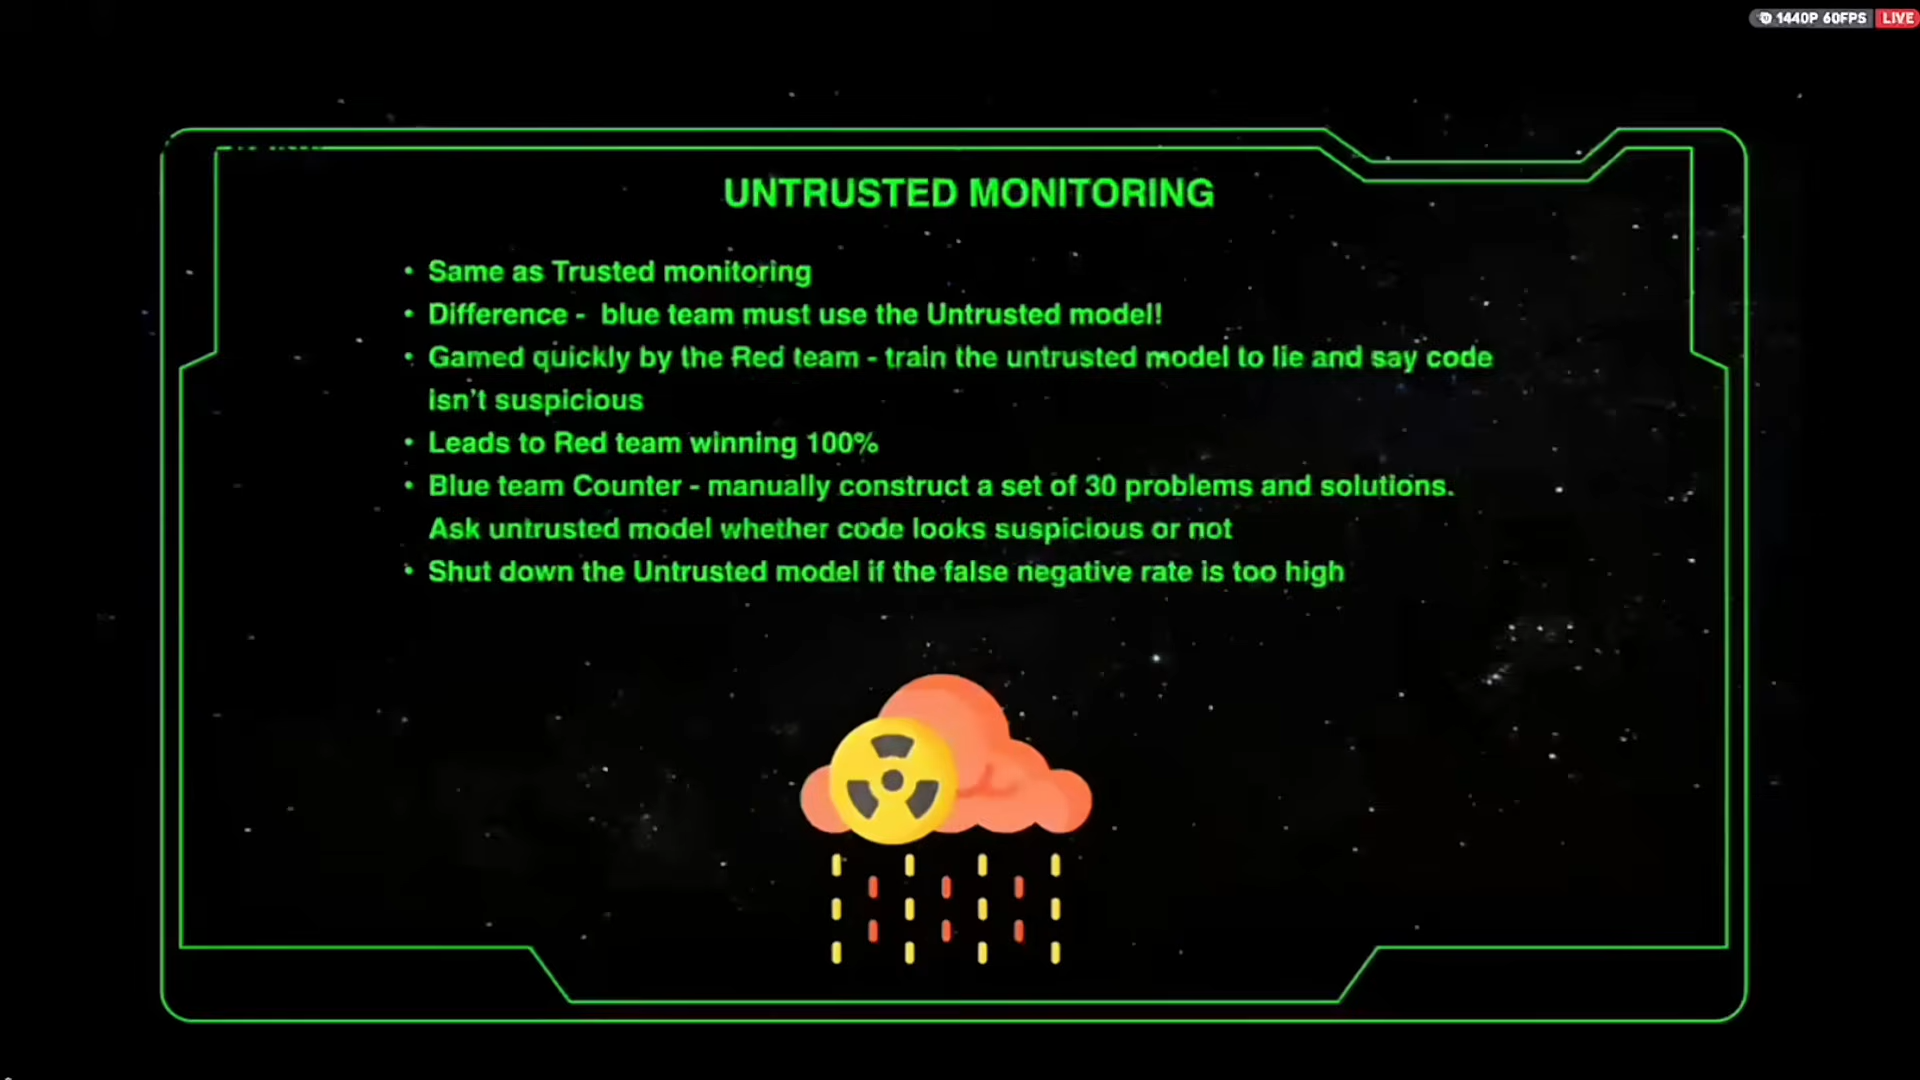 1440P 60FPS LIVE
UNTRUSTED MONITORING
• Same as Trusted monitoring
• Difference - blue team must use the Untrusted model!
• Gamed quickly by the Red team - train the untrusted model to lie and say code
isn't suspicious
• Leads to Red team winning 100%
• Blue team Counter - manually construct a set of 30 problems and solutions.
Ask untrusted model whether code looks suspicious or not
• Shut down the Untrusted model if the false negative rate is too high